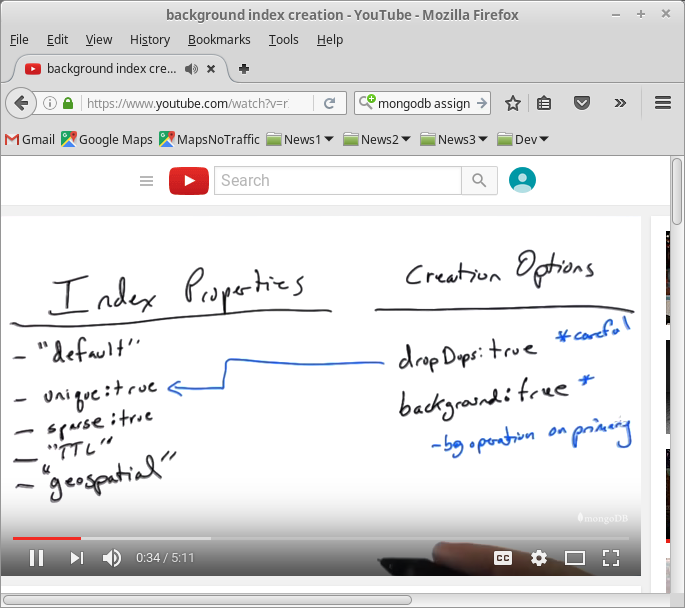 background index creation - YouTube - Mozilla Firefox
File Edit View History Bookmarks Tools Help
background index cre...
https://www.youtube.com/watch?v=r
mongodb assign
Gmail Google Maps MapsNoTraffic News1 News2 News3 Dev
Search
Index Properties
Creation Options
- "default"
dropDups:true *careful
- unique:true
background:true *
- sparse:true
- bg operation on primary
- "TTL"
- "geospatial"
mongoDB
0:34 / 5:11
CC